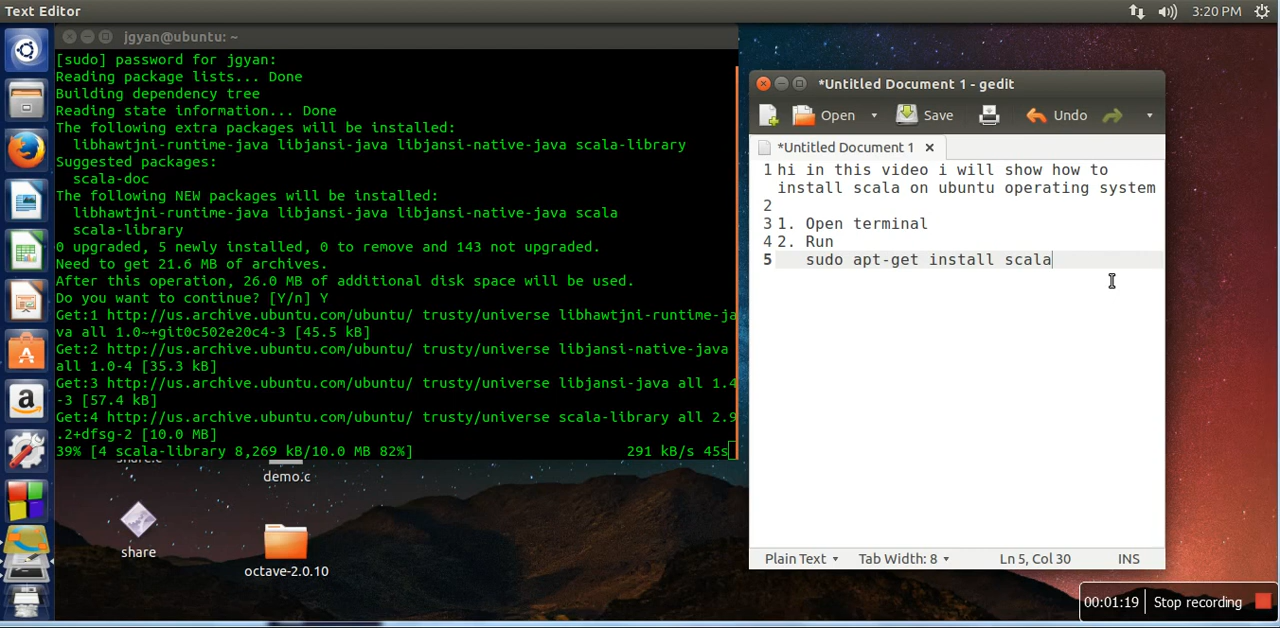 Text Editor
3:20 PM
jgyan@ubuntu: ~
[sudo] password for jgyan:
Reading package lists... Done
Building dependency tree
Reading state information... Done
The following extra packages will be installed:
libhawtjni-runtime-java libjansi-java libjansi-native-java scala-library
Suggested packages:
scala-doc
The following NEW packages will be installed:
libhawtjni-runtime-java libjansi-java libjansi-native-java scala
scala-library
0 upgraded, 5 newly installed, 0 to remove and 143 not upgraded.
Need to get 21.6 MB of archives.
After this operation, 26.0 MB of additional disk space will be used.
Do you want to continue? [Y/n] Y
Get:1 http://us.archive.ubuntu.com/ubuntu/ trusty/universe libhawtjni-runtime-ja
va all 1.0~+git0c502e20c4-3 [45.5 kB]
Get:2 http://us.archive.ubuntu.com/ubuntu/ trusty/universe libjansi-native-java
all 1.0-4 [35.3 kB]
Get:3 http://us.archive.ubuntu.com/ubuntu/ trusty/universe libjansi-java all 1.4
-3 [57.4 kB]
Get:4 http://us.archive.ubuntu.com/ubuntu/ trusty/universe scala-library all 2.9
.2+dfsg-2 [10.0 MB]
39% [4 scala-library 8,269 kB/10.0 MB 82%] 291 kB/s 45s
demo.c
share
octave-2.0.10
*Untitled Document 1 - gedit
Open Save Undo
*Untitled Document 1
1 hi in this video i will show how to
install scala on ubuntu operating system
2
3 1. Open terminal
4 2. Run
5 sudo apt-get install scala
Plain Text Tab Width: 8 Ln 5, Col 30 INS
00:01:19 Stop recording